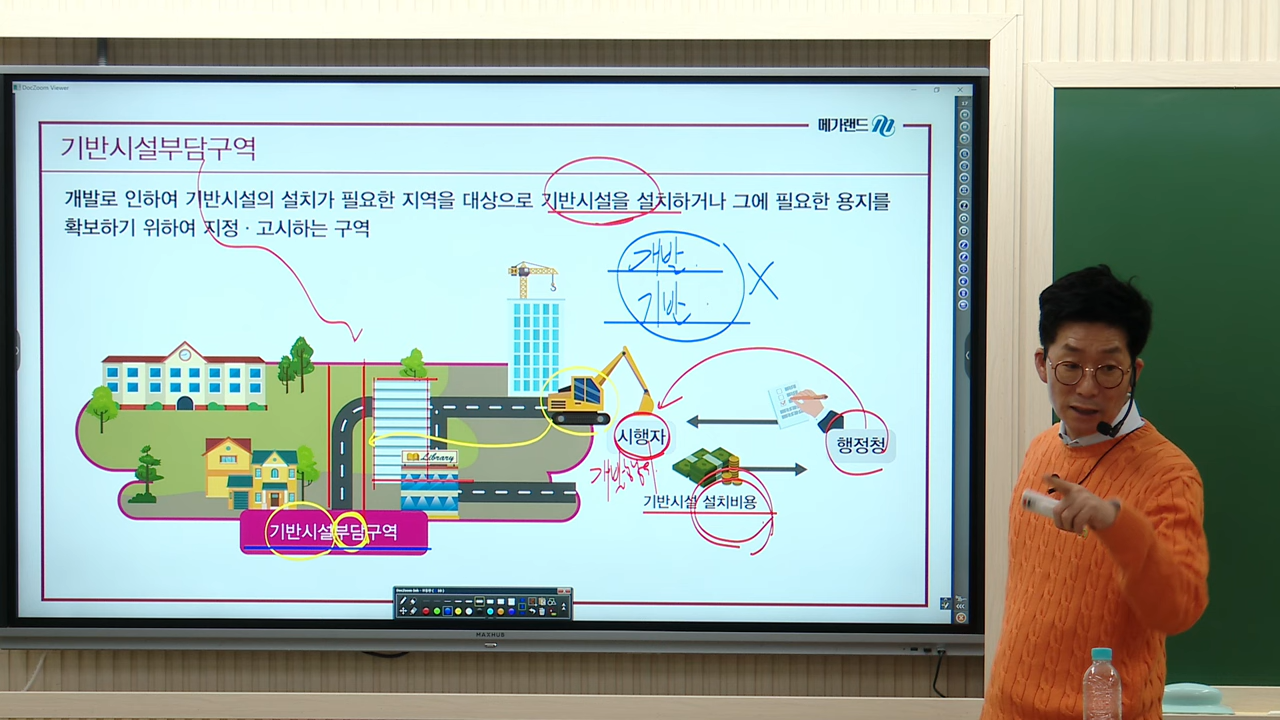 DocZoom Viewer
메가랜드
기반시설부담구역
개발로 인하여 기반시설의 설치가 필요한 지역을 대상으로 기반시설을 설치하거나 그에 필요한 용지를
확보하기 위하여 지정 · 고시하는 구역
개발
기반
X
시행자
행정청
Library
기반시설 설치비용
기반시설부담구역
MAXHUB